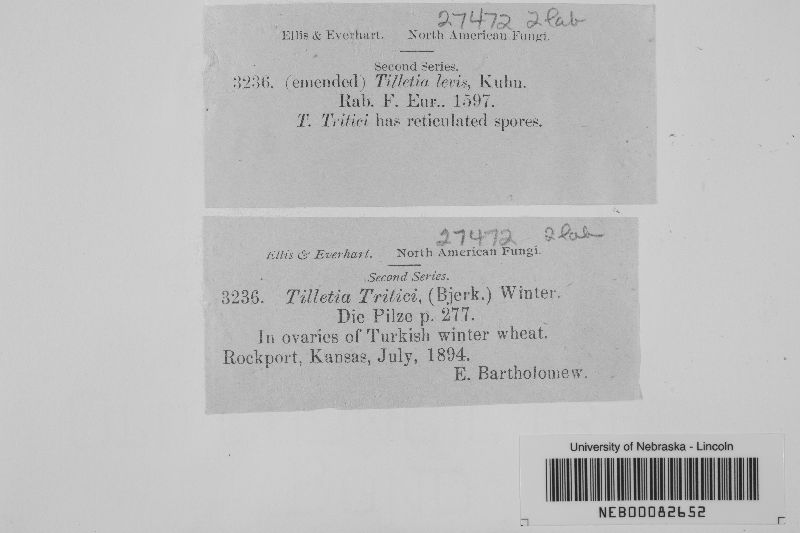 27472 2 lab
Ellis & Everhart. North American Fungi.
Second Series.
3236. (emended) Tilletia levis, Kuhn.
Rab. F. Eur.. 1597.
T. Tritici has reticulated spores.
27472 2 lab
Ellis & Everhart. North American Fungi.
Second Series.
3236. Tilletia Tritici, (Bjerk.) Winter.
Die Pilze p. 277.
In ovaries of Turkish winter wheat.
Rockport, Kansas, July, 1894.
E. Bartholomew.
University of Nebraska - Lincoln
NEB00082652